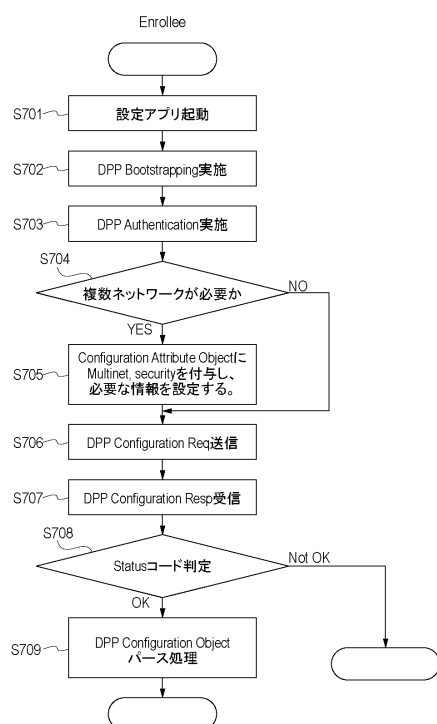 Enrollee
S701
設定アプリ起動
S702
DPP Bootstrapping実施
S703
DPP Authentication実施
S704
複数ネットワークが必要か
NO
YES
S705
Configuration Attribute Objectに
Multinet, securityを付与し、
必要な情報を設定する。
S706
DPP Configuration Req送信
S707
DPP Configuration Resp受信
S708
Statusコード判定
Not OK
OK
S709
DPP Configuration Object
パース処理